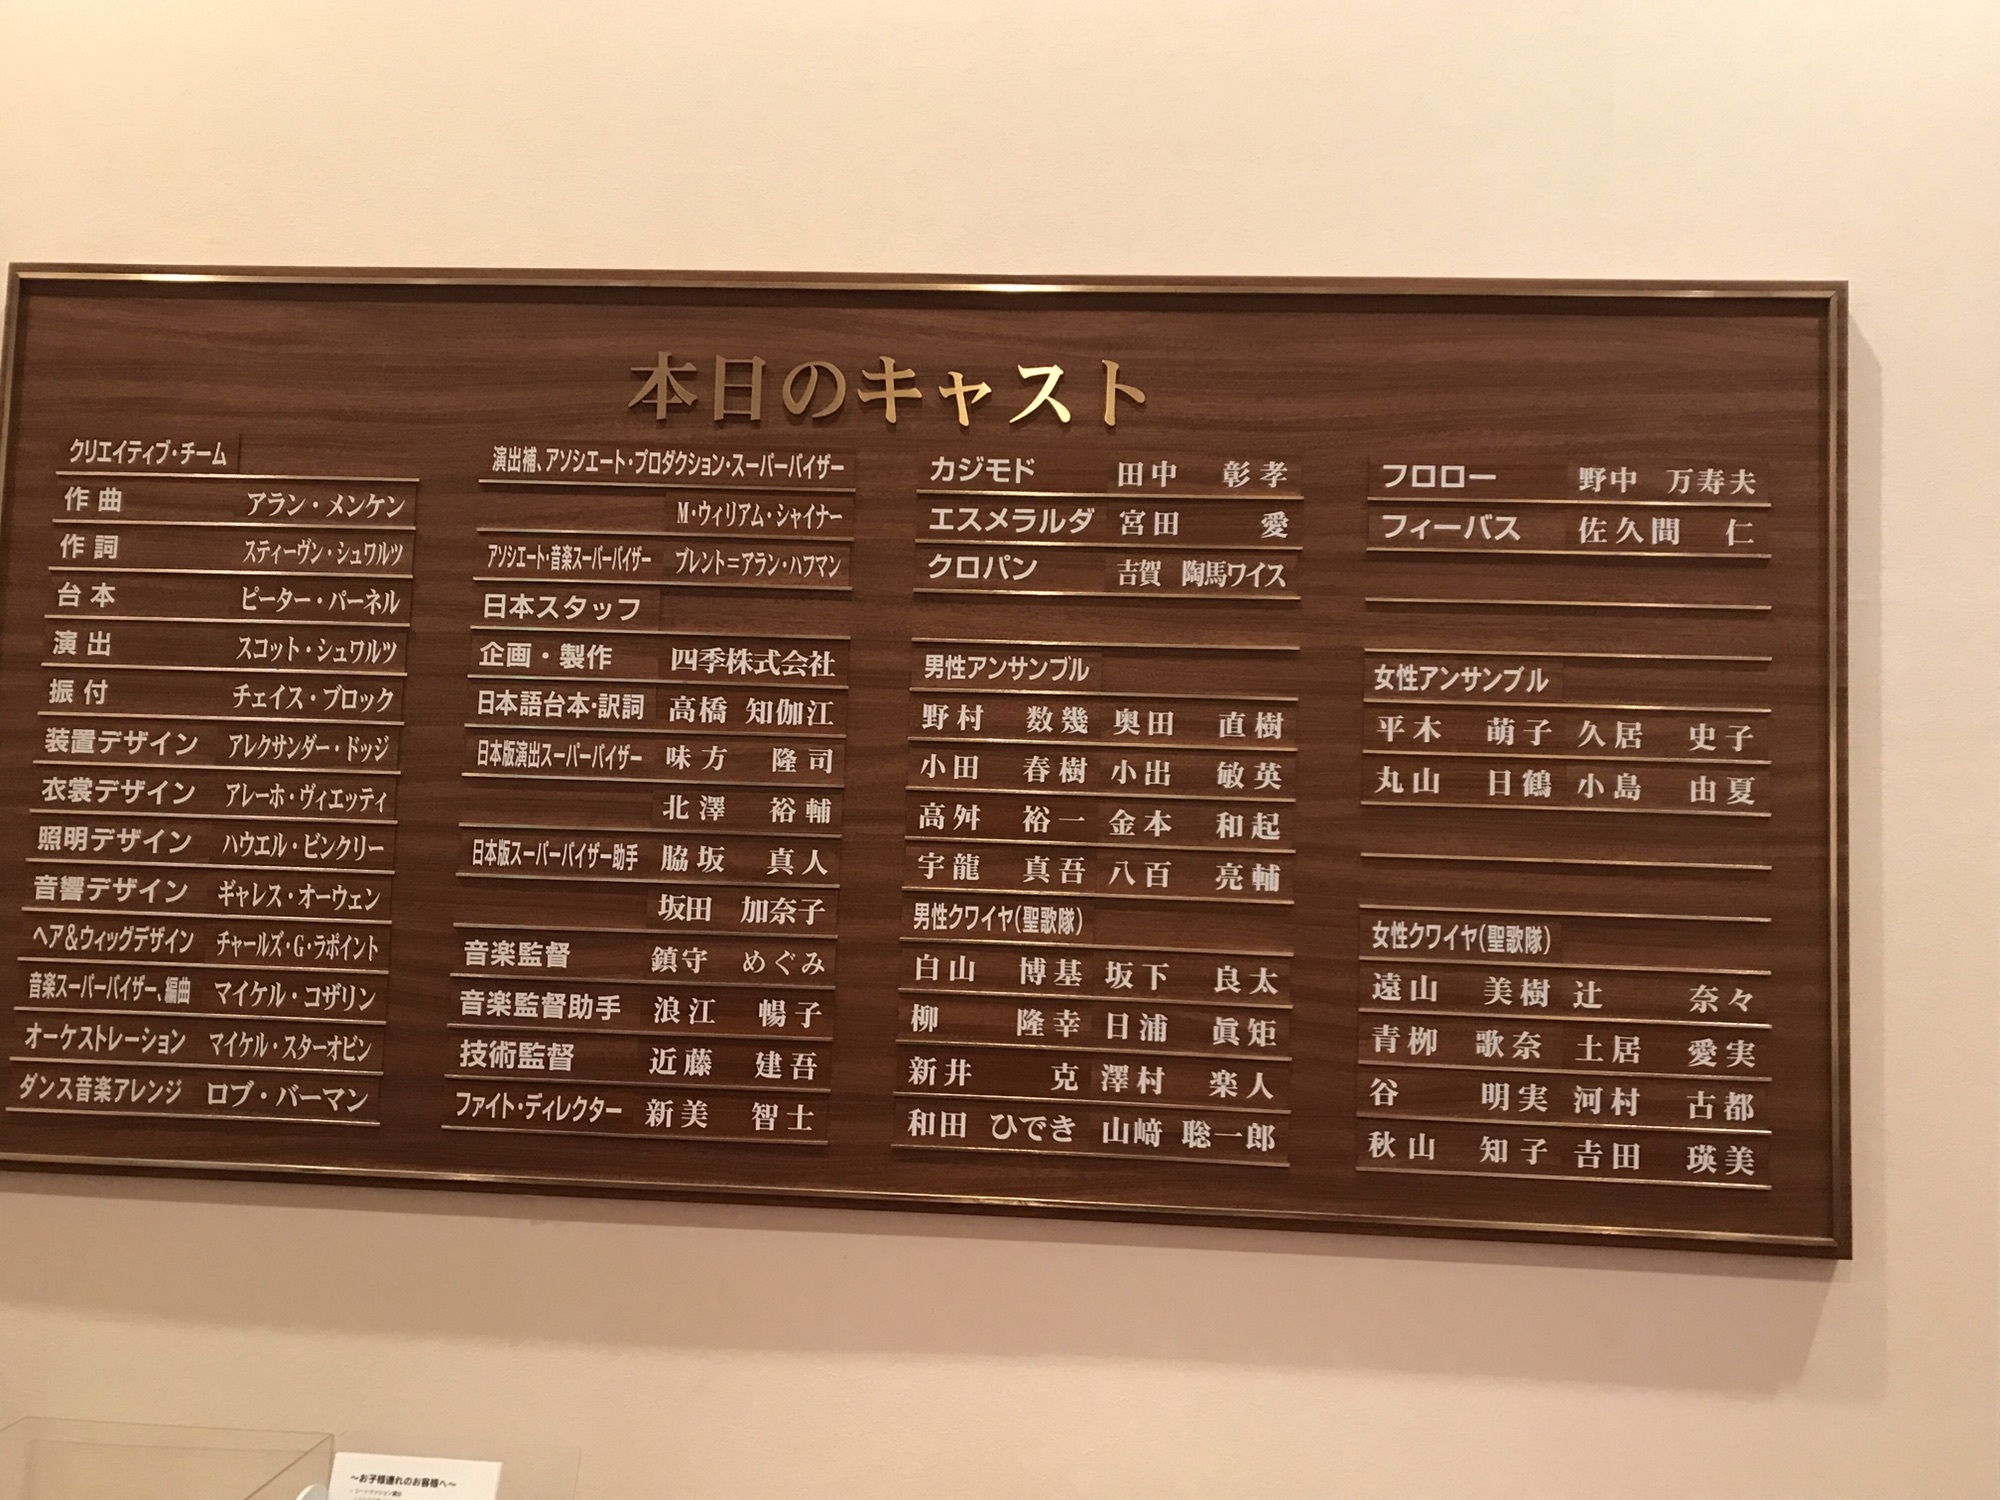 本日のキャスト
クリエイティブ・チーム
作曲 アラン・メンケン
作詞 スティーヴン・シュワルツ
台本 ピーター・パーネル
演出 スコット・シュワルツ
振付 チェイス・ブロック
装置デザイン アレクサンダー・ドッジ
衣裳デザイン アレーホ・ヴィエッティ
照明デザイン ハウエル・ビンクリー
音響デザイン ギャレス・オーウェン
ヘア&ウィッグデザイン チャールズ・G・ラポイント
音楽スーパーバイザー、編曲 マイケル・コザリン
オーケストレーション マイケル・スターオビン
ダンス音楽アレンジ ロブ・バーマン
演出補、アソシエート・プロダクション・スーパーバイザー
M・ウィリアム・シャイナー
アソシエート・音楽スーパーバイザー ブレント=アラン・ハフマン
日本スタッフ
企画・製作 四季株式会社
日本語台本・訳詞 高橋 知伽江
日本版演出スーパーバイザー 味方 隆司
北澤 裕輔
日本版スーパーバイザー助手 脇坂 真人
坂田 加奈子
音楽監督 鎮守 めぐみ
音楽監督助手 浪江 暢子
技術監督 近藤 建吾
ファイト・ディレクター 新美 智士
カジモド 田中 彰孝
エスメラルダ 宮田 愛
クロパン 吉賀 陶馬ワイス
男性アンサンブル
野村 数幾 奥田 直樹
小田 春樹 小出 敏英
高舛 裕一 金本 和起
宇龍 真吾 八百 亮輔
男性クワイヤ(聖歌隊)
白山 博基 坂下 良太
柳 隆幸 日浦 眞矩
新井 克 澤村 楽人
和田 ひでき 山﨑 聡一郎
フロロー 野中 万寿夫
フィーバス 佐久間 仁
女性アンサンブル
平木 萌子 久居 史子
丸山 日鶴 小島 由夏
女性クワイヤ(聖歌隊)
遠山 美樹 辻 奈々
青栁 歌奈 土居 愛実
谷 明実 河村 古都
秋山 知子 吉田 瑛美
～お子様連れのお客様へ～